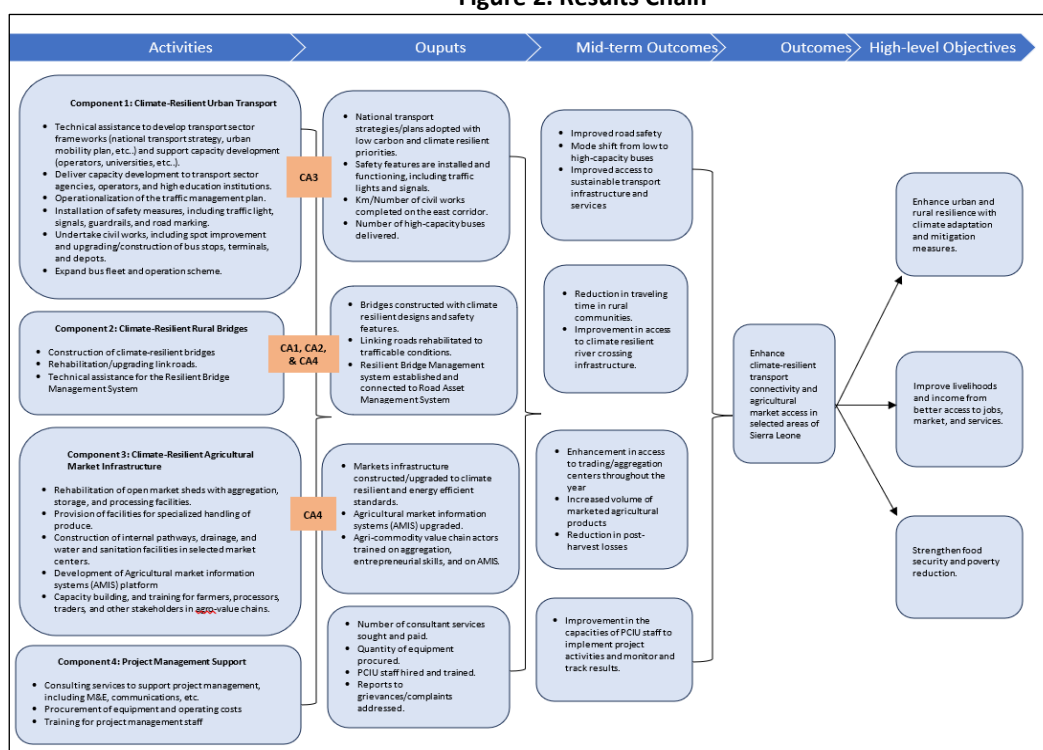 Figure 2. Results Chain
Activities
Ouputs
Mid-term Outcomes
Outcomes
High-level Objectives
Component 1: Climate-Resilient Urban Transport
• Technical assistance to develop transport sector
frameworks (national transport strategy, urban
mobility plan, etc..) and support capacity development
(operators, universities, etc..).
• Deliver capacity development to transport sector
agencies, operators, and high education institutions.
• Operationalization of the traffic management plan.
• Installation of safety measures, including traffic light,
signals, guardrails, and road marking.
• Undertake civil works, including spot improvement
and upgrading/construction of bus stops, terminals,
and depots.
• Expand bus fleet and operation scheme.
Component 2: Climate-Resilient Rural Bridges
• Construction of climate-resilient bridges
• Rehabilitation/upgrading link roads.
• Technical assistance for the Resilient Bridge
Management System
Component 3: Climate-Resilient Agricultural
Market Infrastructure
• Rehabilitation of open market sheds with aggregation,
storage, and processing facilities.
• Provision of facilities for specialized handling of
produce.
• Construction of internal pathways, drainage, and
water and sanitation facilities in selected market
centers.
• Development of Agricultural market information
systems (AMIS) platform
• Capacity building, and training for farmers, processors,
traders, and other stakeholders in agro-value chains.
Component 4: Project Management Support
• Consulting services to support project management,
including M&E, communications, etc.
• Procurement of equipment and operating costs
• Training for project management staff
CA3
CA1, CA2,
& CA4
CA4
• National transport
strategies/plans adopted with
low carbon and climate resilient
priorities.
• Safety features are installed and
functioning, including traffic
lights and signals.
• Km/Number of civil works
completed on the east corridor.
• Number of high-capacity buses
delivered.
• Bridges constructed with climate
resilient designs and safety
features.
• Linking roads rehabilitated to
trafficable conditions.
• Resilient Bridge Management
system established and
connected to Road Asset
Management System
• Markets infrastructure
constructed/upgraded to climate
resilient and energy efficient
standards.
• Agricultural market information
systems (AMIS) upgraded.
• Agri-commodity value chain actors
trained on aggregation,
entrepreneurial skills, and on AMIS.
• Number of consultant services
sought and paid.
• Quantity of equipment
procured.
• PCIU staff hired and trained.
• Reports to
grievances/complaints
addressed.
• Improved road safety
• Mode shift from low to
high-capacity buses
• Improved access to
sustainable transport
infrastructure and
services
• Reduction in traveling
time in rural
communities.
• Improvement in access
to climate resilient
river crossing
infrastructure.
• Enhancement in access
to trading/aggregation
centers throughout the
year
• Increased volume of
marketed agricultural
products
• Reduction in post-
harvest losses
• Improvement in the
capacities of PCIU staff to
implement project
activities and monitor and
track results.
Enhance
climate-resilient
transport
connectivity and
agricultural
market access in
selected areas of
Sierra Leone
Enhance urban and
rural resilience with
climate adaptation
and mitigation
measures.
Improve livelihoods
and income from
better access to jobs,
market, and services.
Strengthen food
security and poverty
reduction.